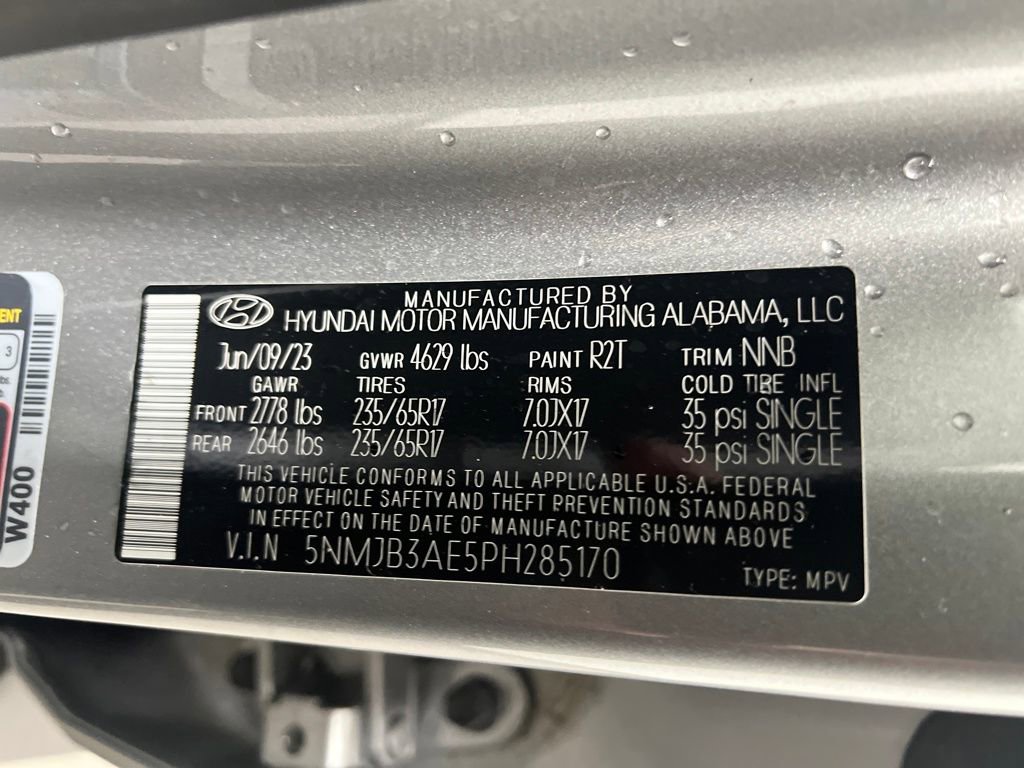 ENT
3
lbs.
W400
MANUFACTURED BY
HYUNDAI MOTOR MANUFACTURING ALABAMA, LLC
Jun/09/23 GVWR 4629 lbs PAINT R2T TRIM NNB
GAWR TIRES RIMS COLD TIRE INFL
FRONT 2778 lbs 235/65R17 7.0JX17 35 psi SINGLE
REAR 2646 lbs 235/65R17 7.0JX17 35 psi SINGLE
THIS VEHICLE CONFORMS TO ALL APPLICABLE U.S.A. FEDERAL
MOTOR VEHICLE SAFETY AND THEFT PREVENTION STANDARDS
IN EFFECT ON THE DATE OF MANUFACTURE SHOWN ABOVE
V.I.N 5NMJB3AE5PH285170
TYPE: MPV